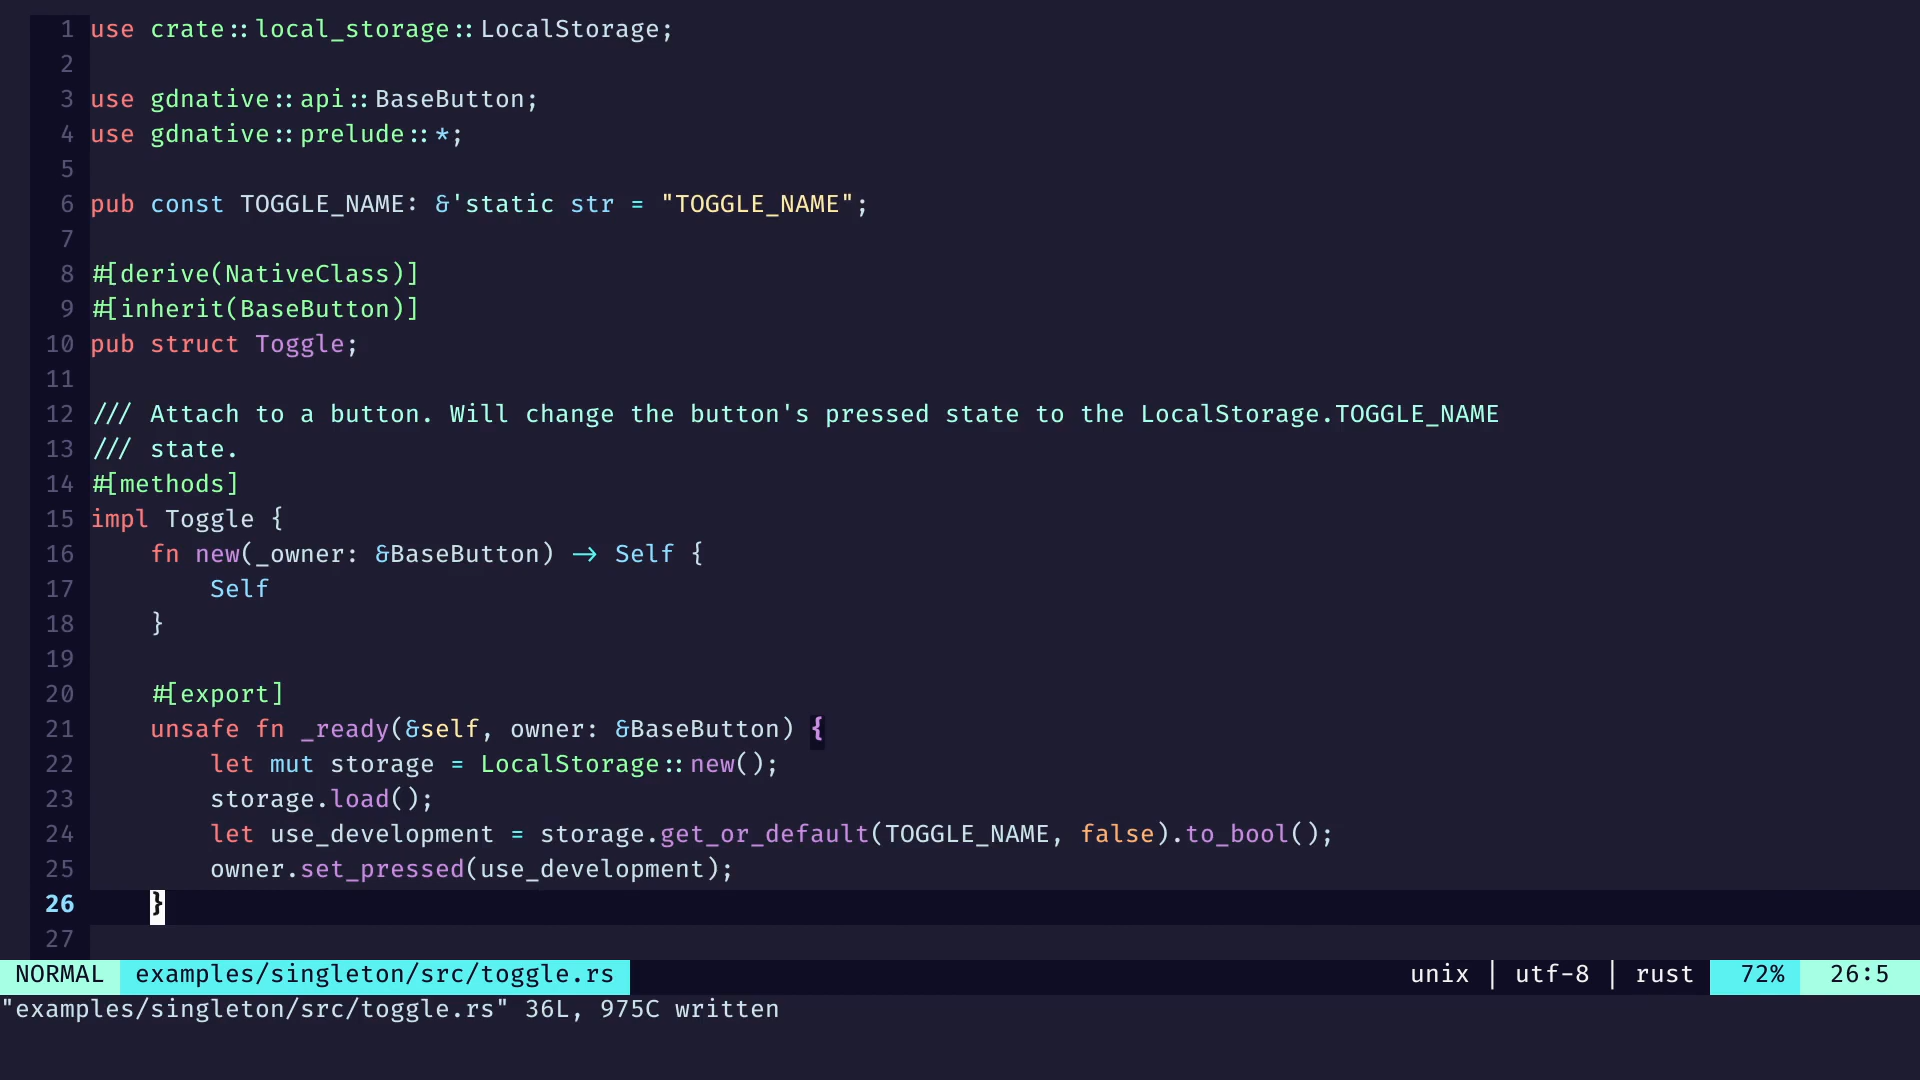 1 use crate::local_storage::LocalStorage;
2
3 use gdnative::api::BaseButton;
4 use gdnative::prelude::*;
5
6 pub const TOGGLE_NAME: &'static str = "TOGGLE_NAME";
7
8 #[derive(NativeClass)]
9 #[inherit(BaseButton)]
10 pub struct Toggle;
11
12 /// Attach to a button. Will change the button's pressed state to the LocalStorage.TOGGLE_NAME
13 /// state.
14 #[methods]
15 impl Toggle {
16     fn new(_owner: &BaseButton) -> Self {
17         Self
18     }
19
20     #[export]
21     unsafe fn _ready(&self, owner: &BaseButton) {
22         let mut storage = LocalStorage::new();
23         storage.load();
24         let use_development = storage.get_or_default(TOGGLE_NAME, false).to_bool();
25         owner.set_pressed(use_development);
26     }
27
NORMAL examples/singleton/src/toggle.rs unix | utf-8 | rust 72% 26:5
"examples/singleton/src/toggle.rs" 36L, 975C written